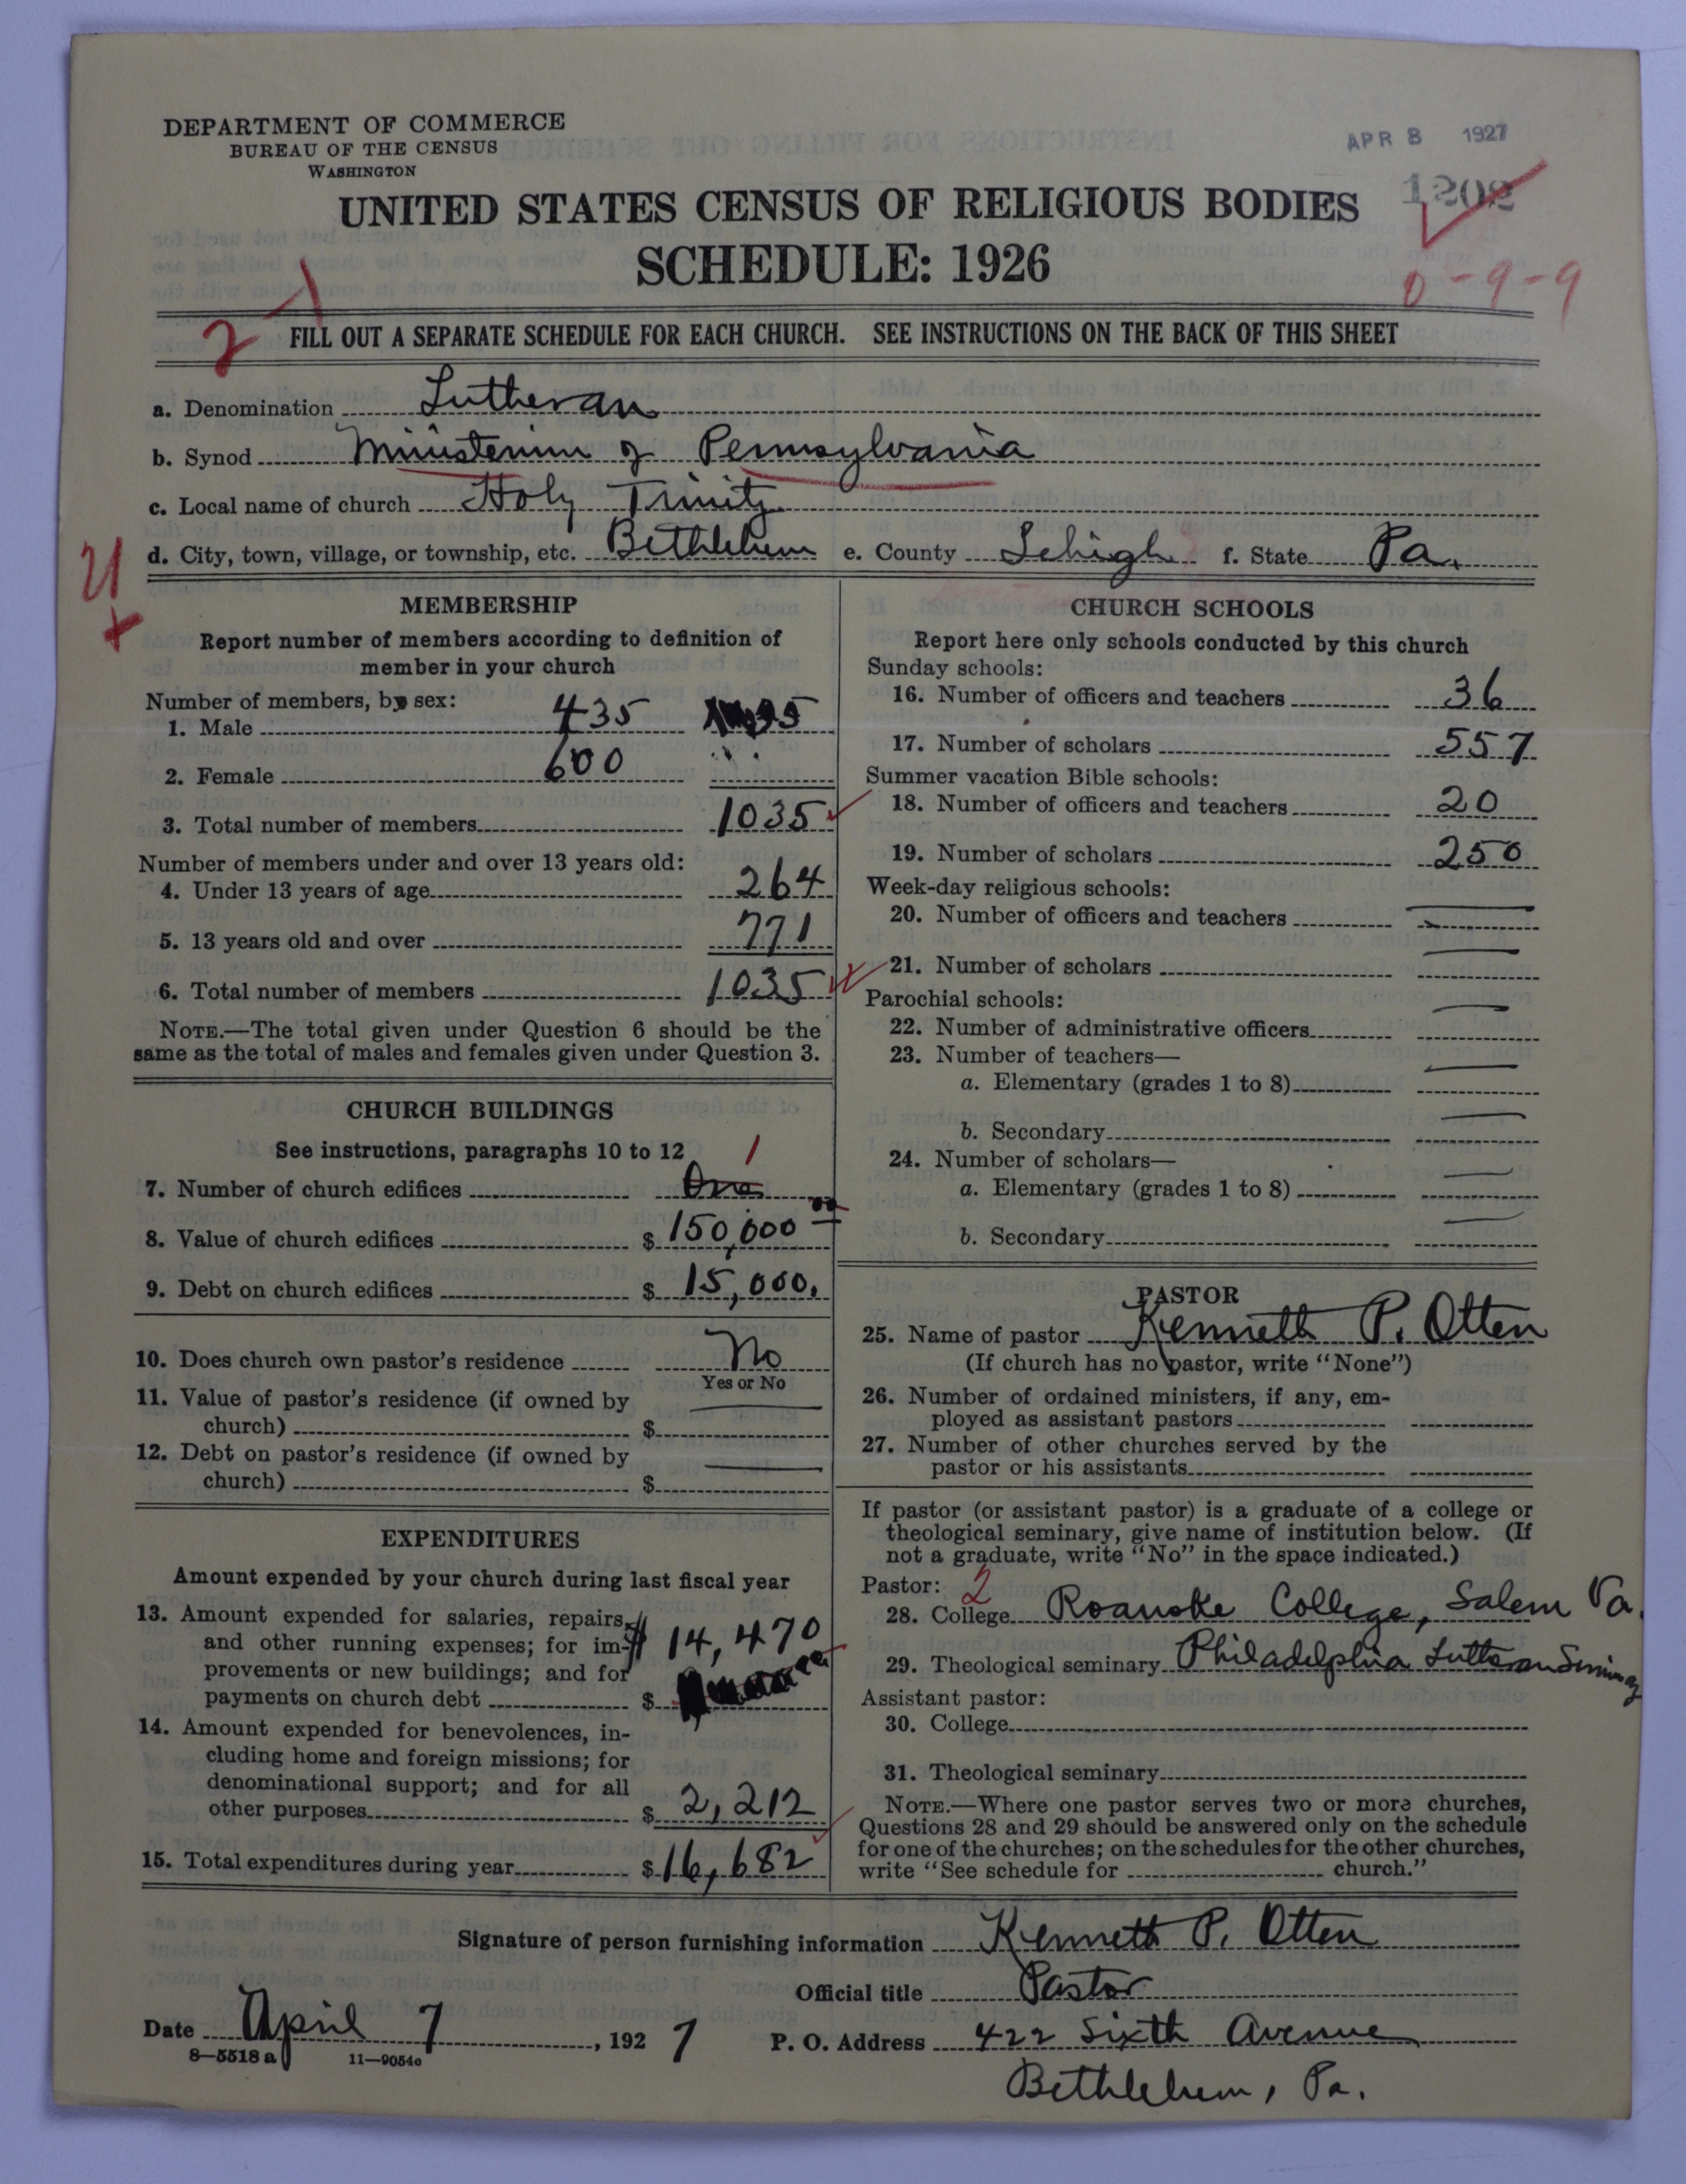 DEPARTMENT OF COMMERCE
BUREAU OF THE CENSUS
WASHINGTON
APR 8 1927
1202
UNITED STATES CENSUS OF RELIGIOUS BODIES
SCHEDULE: 1926
0-9-9
2
FILL OUT A SEPARATE SCHEDULE FOR EACH CHURCH. SEE INSTRUCTIONS ON THE BACK OF THIS SHEET
a. Denomination Lutheran
b. Synod Ministerium of Pennsylvania
c. Local name of church Holy Trinity
d. City, town, village, or township, etc. Bethlehem e. County Lehigh f. State Pa.
MEMBERSHIP
Report number of members according to definition of
member in your church
Number of members, by sex:
1. Male 435
2. Female 600
3. Total number of members 1035
Number of members under and over 13 years old:
4. Under 13 years of age 264
5. 13 years old and over 771
6. Total number of members 1035
NOTE.—The total given under Question 6 should be the
same as the total of males and females given under Question 3.
CHURCH BUILDINGS
See instructions, paragraphs 10 to 12
1
7. Number of church edifices One
8. Value of church edifices $ 150,000
9. Debt on church edifices $ 15,000.
10. Does church own pastor's residence No
Yes or No
11. Value of pastor's residence (if owned by
church) $
12. Debt on pastor's residence (if owned by
church) $
EXPENDITURES
Amount expended by your church during last fiscal year
13. Amount expended for salaries, repairs,
and other running expenses; for im- $ 14,470
provements or new buildings; and for
payments on church debt $
14. Amount expended for benevolences, in-
cluding home and foreign missions; for
denominational support; and for all
other purposes $ 2,212
15. Total expenditures during year $ 16,682
CHURCH SCHOOLS
Report here only schools conducted by this church
Sunday schools:
16. Number of officers and teachers 36
17. Number of scholars 557
Summer vacation Bible schools:
18. Number of officers and teachers 20
19. Number of scholars 250
Week-day religious schools:
20. Number of officers and teachers —
21. Number of scholars —
Parochial schools:
22. Number of administrative officers —
23. Number of teachers—
a. Elementary (grades 1 to 8) —
b. Secondary —
24. Number of scholars—
a. Elementary (grades 1 to 8) —
b. Secondary —
PASTOR
25. Name of pastor Kenneth P. Otten
(If church has no pastor, write "None")
26. Number of ordained ministers, if any, em-
ployed as assistant pastors
27. Number of other churches served by the
pastor or his assistants
If pastor (or assistant pastor) is a graduate of a college or
theological seminary, give name of institution below. (If
not a graduate, write "No" in the space indicated.)
Pastor: 2
28. College Roanoke College, Salem Va.
29. Theological seminary Philadelphia Lutheran Seminary
Assistant pastor:
30. College
31. Theological seminary
NOTE.—Where one pastor serves two or more churches,
Questions 28 and 29 should be answered only on the schedule
for one of the churches; on the schedules for the other churches,
write "See schedule for church."
Signature of person furnishing information Kenneth P. Otten
Official title Pastor
Date April 7, 1927 P. O. Address 422 Sixth Avenue
8—5518 a 11—9054a
Bethlehem, Pa.